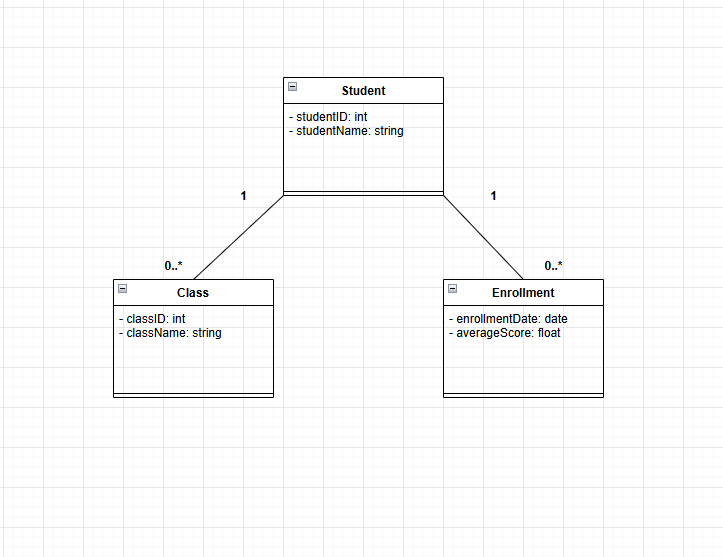 Student
- studentID: int
- studentName: string
1
1
0..*
0..*
Class
- classID: int
- className: string
Enrollment
- enrollmentDate: date
- averageScore: float